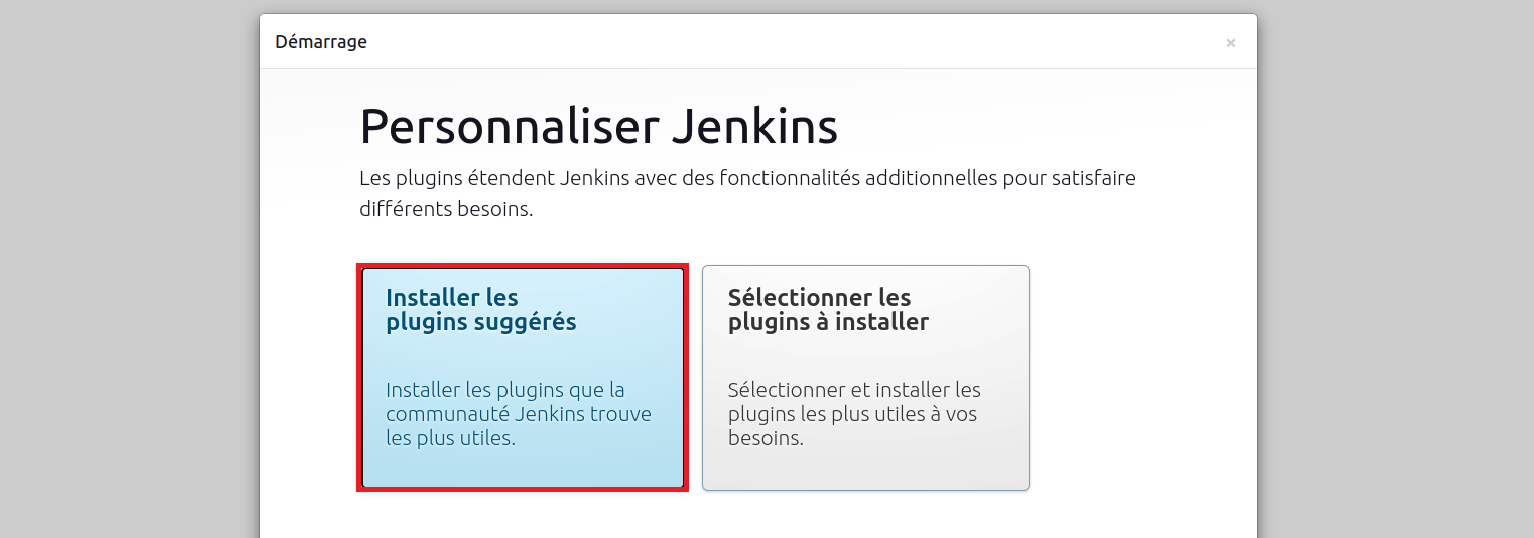 Démarrage
×
Personnaliser Jenkins
Les plugins étendent Jenkins avec des fonctionnalités additionnelles pour satisfaire
différents besoins.
Installer les
plugins suggérés
Installer les plugins que la
communauté Jenkins trouve
les plus utiles.
Sélectionner les
plugins à installer
Sélectionner et installer les
plugins les plus utiles à vos
besoins.